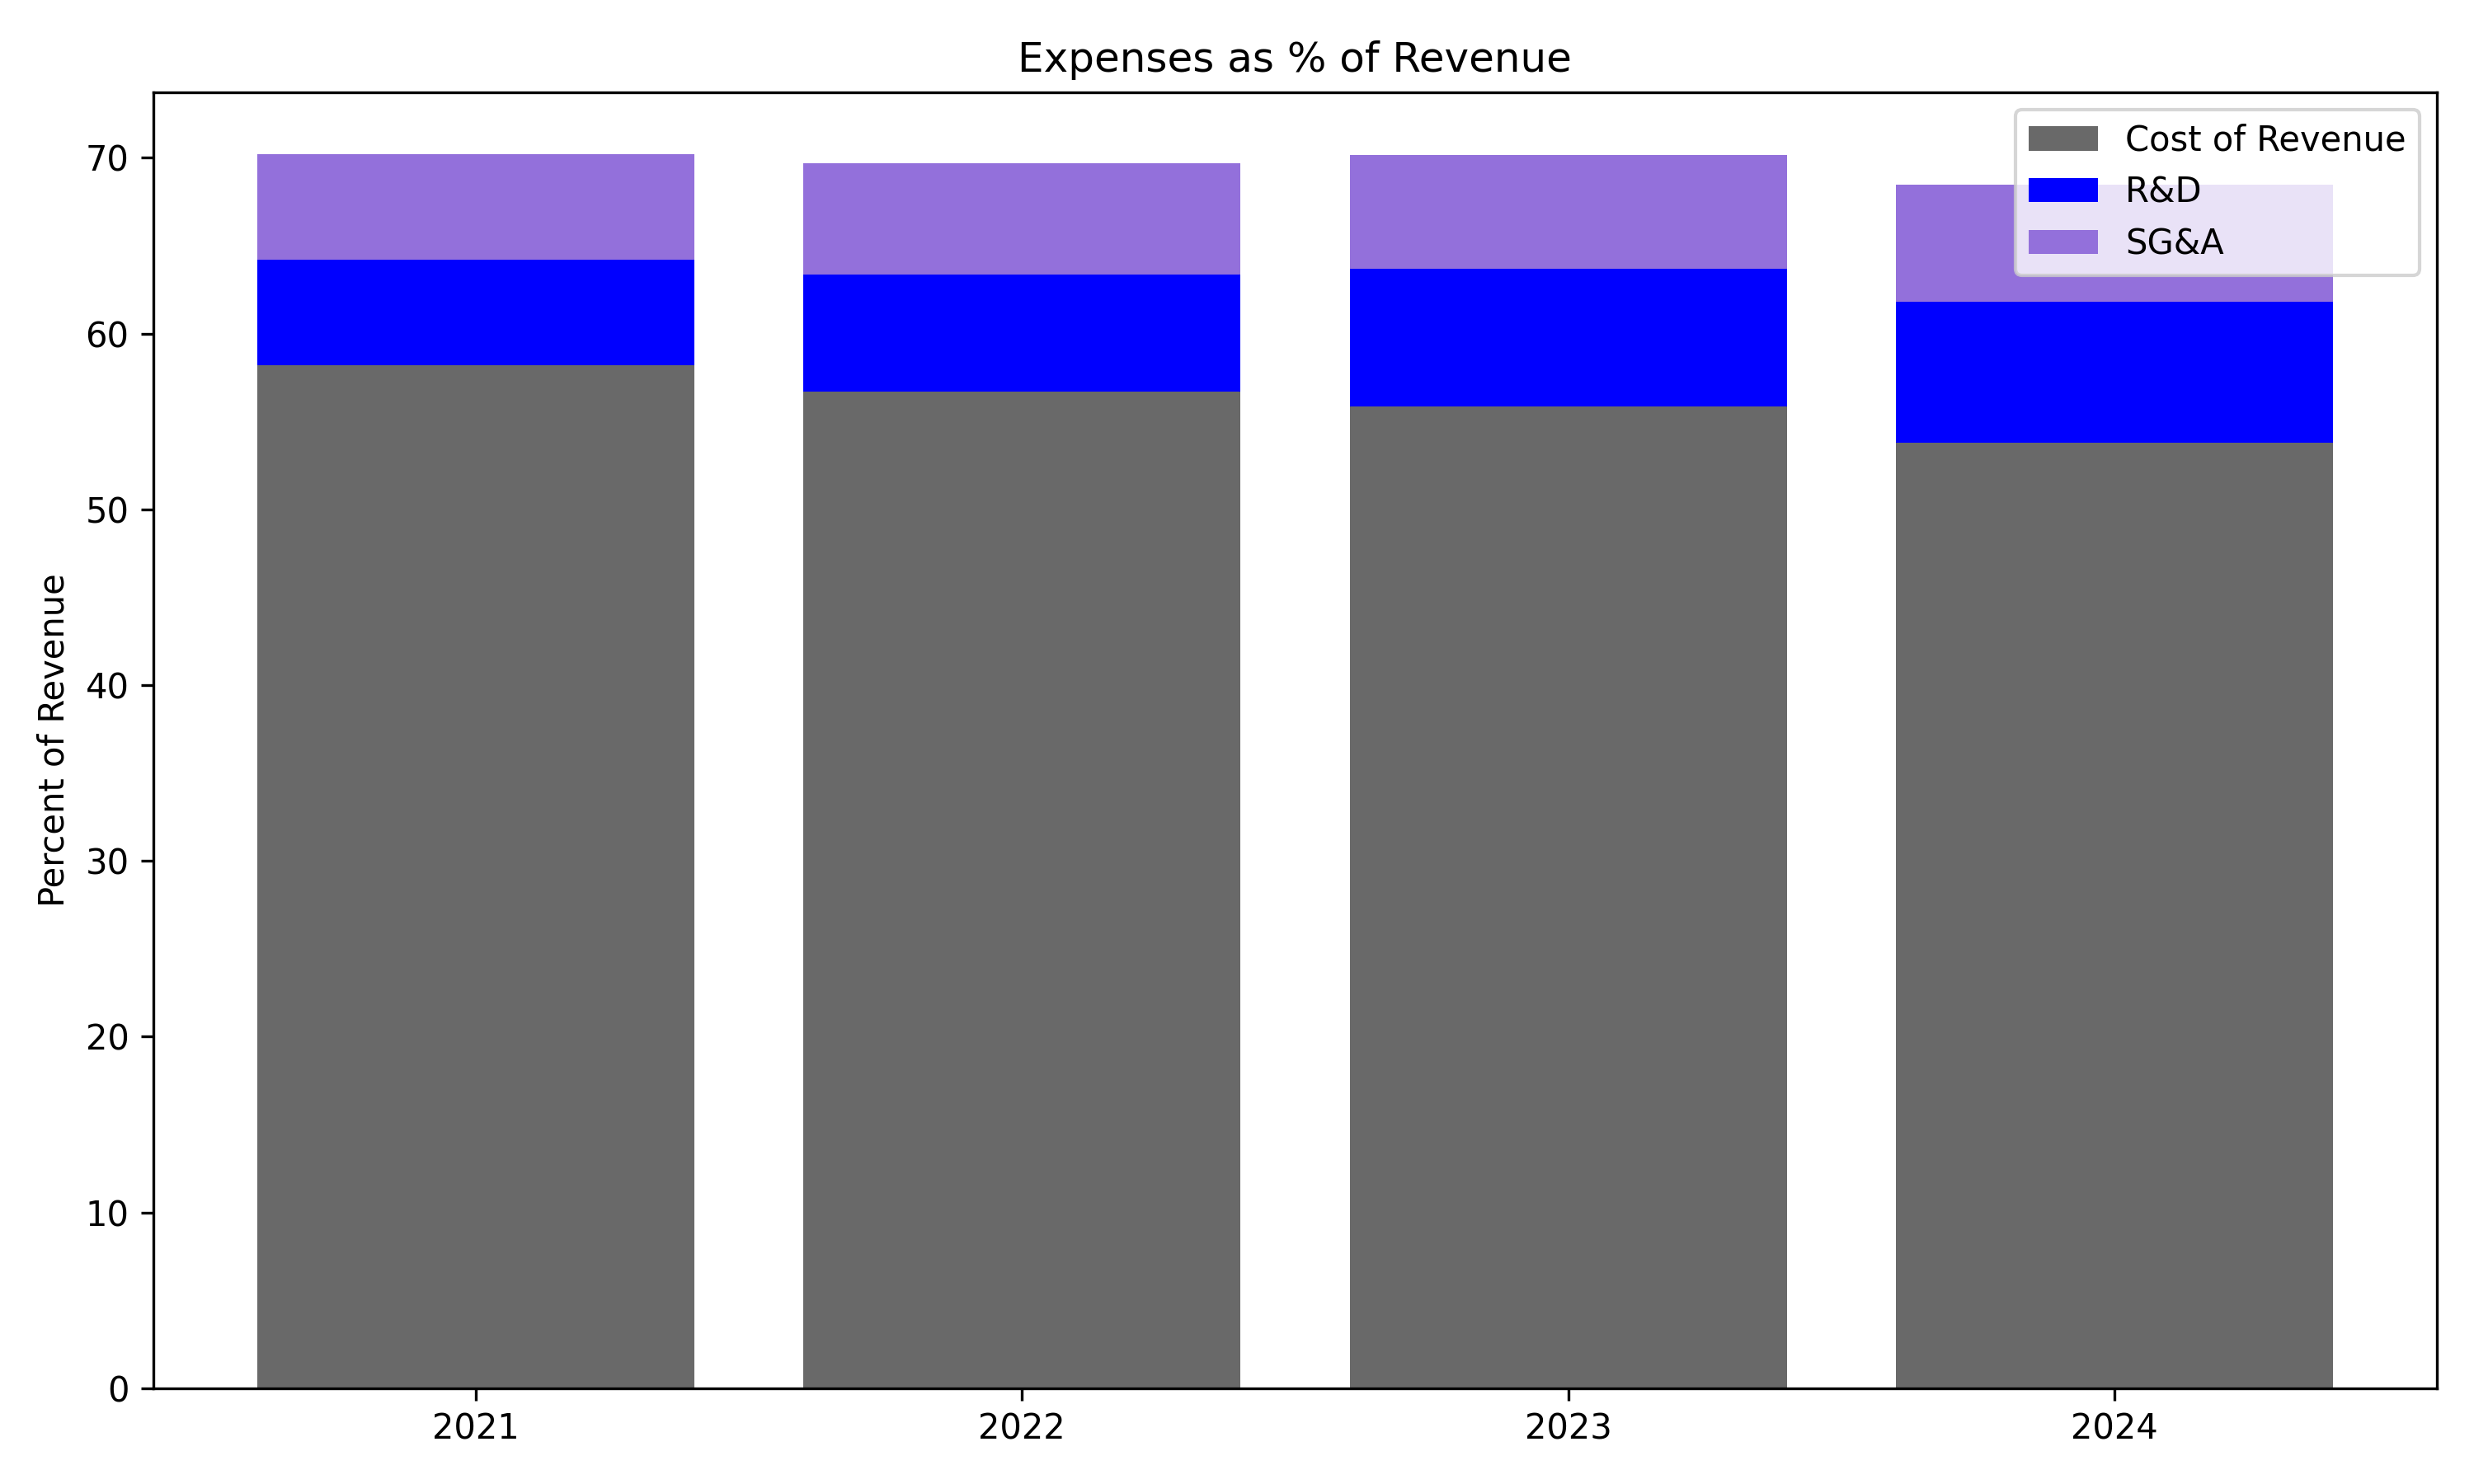 Expenses as % of Revenue
Cost of Revenue
R&D
SG&A
Percent of Revenue
70
60
50
40
30
20
10
0
2021
2022
2023
2024